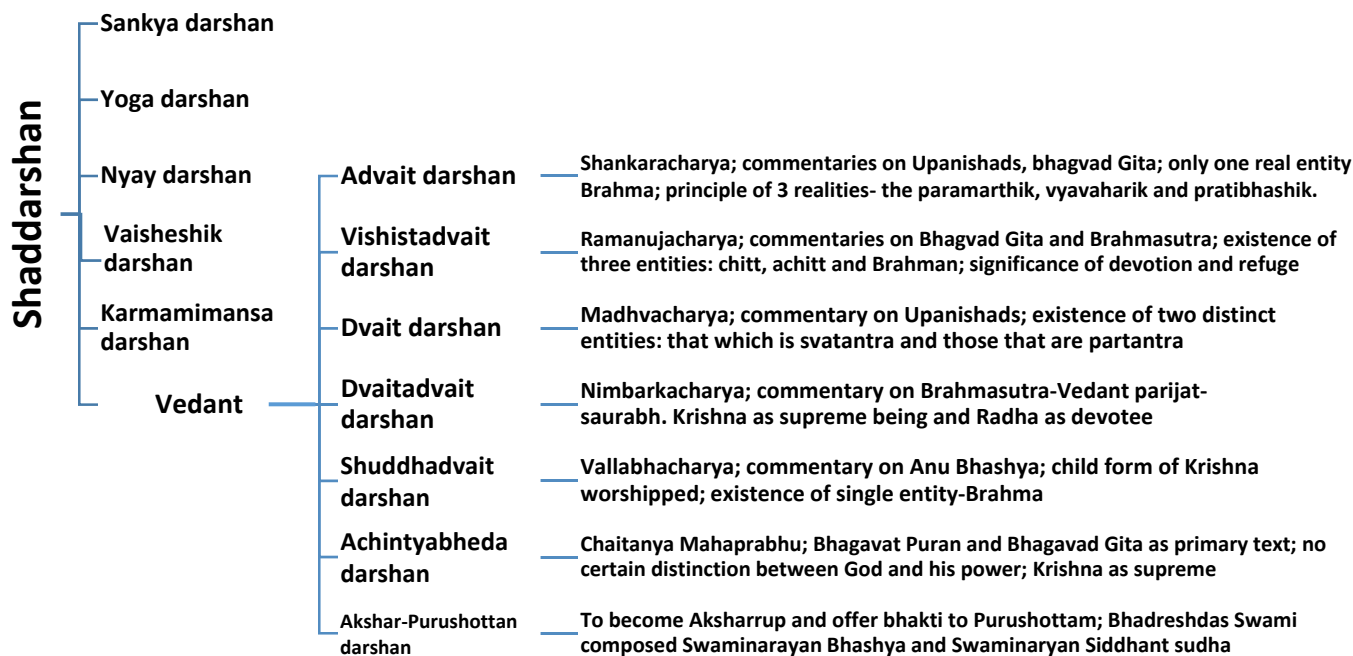 Shaddarshan
Sankya darshan
Yoga darshan
Nyay darshan
Vaisheshik
darshan
Karmamimansa
darshan
Vedant
Advait darshan
Shankaracharya; commentaries on Upanishads, bhagvad Gita; only one real entity
Brahma; principle of 3 realities- the paramarthik, vyavaharik and pratibhashik.
Vishistadvait
darshan
Ramanujacharya; commentaries on Bhagvad Gita and Brahmasutra; existence of
three entities: chitt, achitt and Brahman; significance of devotion and refuge
Dvait darshan
Madhvacharya; commentary on Upanishads; existence of two distinct
entities: that which is svatantra and those that are partantra
Dvaitadvait
darshan
Nimbarkacharya; commentary on Brahmasutra-Vedant parijat-
saurabh. Krishna as supreme being and Radha as devotee
Shuddhadvait
darshan
Vallabhacharya; commentary on Anu Bhashya; child form of Krishna
worshipped; existence of single entity-Brahma
Achintyabheda
darshan
Chaitanya Mahaprabhu; Bhagavat Puran and Bhagavad Gita as primary text; no
certain distinction between God and his power; Krishna as supreme
Akshar-Purushottan
darshan
To become Aksharrup and offer bhakti to Purushottam; Bhadreshdas Swami
composed Swaminarayan Bhashya and Swaminaryan Siddhant sudha